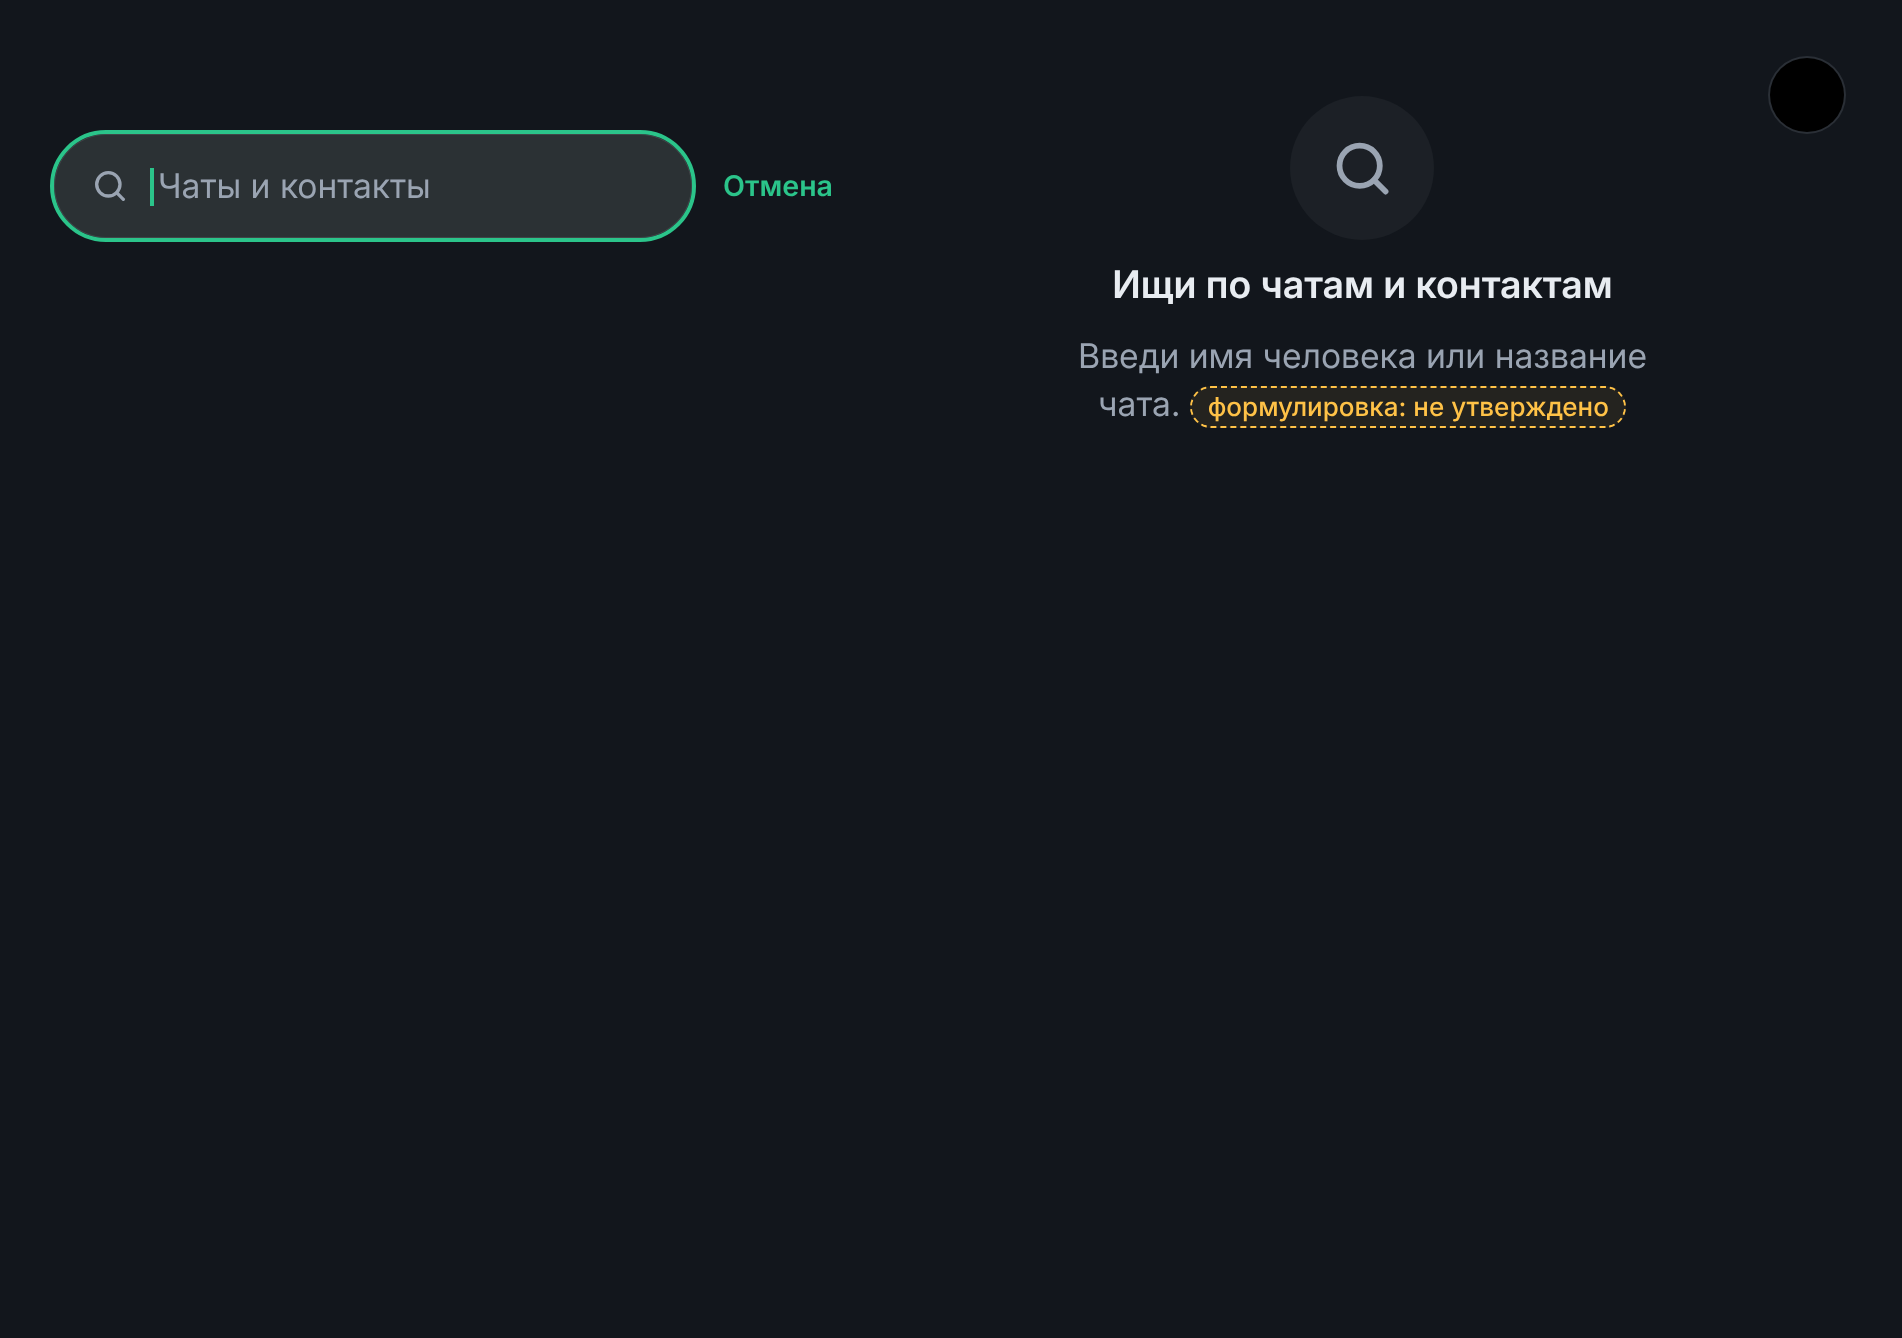 Чаты и контакты
Отмена
Ищи по чатам и контактам
Введи имя человека или название
чата. формулировка: не утверждено